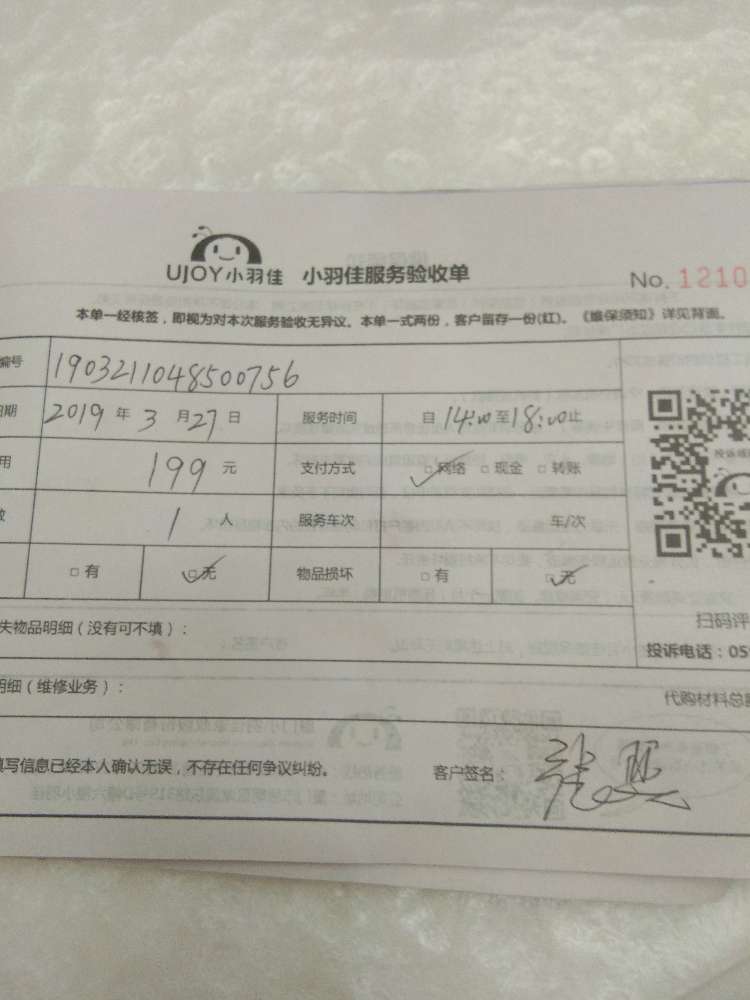 UJOY小羽佳 小羽佳服务验收单
No. 1210
本单一经核签，即视为对本次服务验收无异议。本单一式两份，客户留存一份(红)。《维保须知》详见背面。
编号 1903211048500756
日期 2019 年 3 月 27 日 服务时间 自 14:00 至 18:00 止
用 199 元 支付方式 □网络 □现金 □转账
数 1 人 服务车次 车/次
□有 □无 物品损坏 □有 □无
扫码评
失物品明细（没有可不填）：
投诉电话：05
明细（维修业务）：
代购材料总
填写信息已经本人确认无误，不存在任何争议纠纷。 客户签名： 张